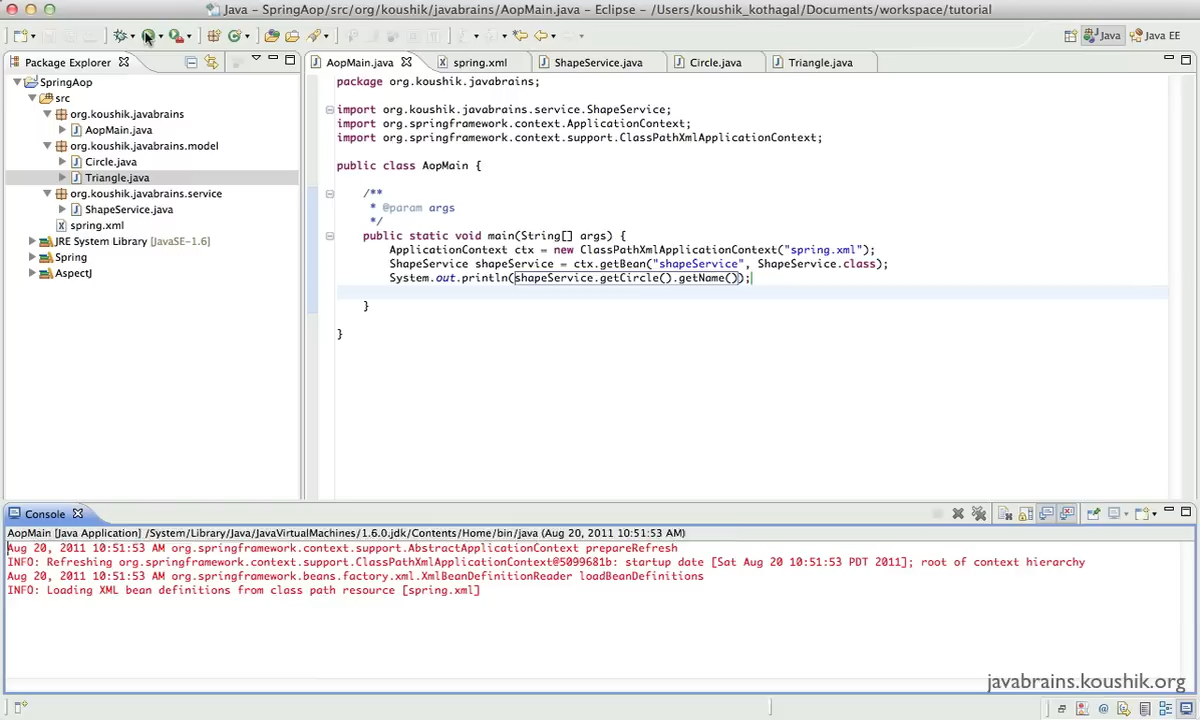 Java – SpringAop/src/org/koushik/javabrains/AopMain.java – Eclipse – /Users/koushik_kothagal/Documents/workspace/tutorial
Java
Java EE
Package Explorer
SpringAop
src
org.koushik.javabrains
AopMain.java
org.koushik.javabrains.model
Circle.java
Triangle.java
org.koushik.javabrains.service
ShapeService.java
spring.xml
JRE System Library [JavaSE-1.6]
Spring
AspectJ
AopMain.java
spring.xml
ShapeService.java
Circle.java
Triangle.java
package org.koushik.javabrains;
import org.koushik.javabrains.service.ShapeService;
import org.springframework.context.ApplicationContext;
import org.springframework.context.support.ClassPathXmlApplicationContext;
public class AopMain {
/**
* @param args
*/
public static void main(String[] args) {
ApplicationContext ctx = new ClassPathXmlApplicationContext("spring.xml");
ShapeService shapeService = ctx.getBean("shapeService", ShapeService.class);
System.out.println(shapeService.getCircle().getName());
}
}
Console
AopMain [Java Application] /System/Library/Java/JavaVirtualMachines/1.6.0.jdk/Contents/Home/bin/java (Aug 20, 2011 10:51:53 AM)
Aug 20, 2011 10:51:53 AM org.springframework.context.support.AbstractApplicationContext prepareRefresh
INFO: Refreshing org.springframework.context.support.ClassPathXmlApplicationContext@5099681b: startup date [Sat Aug 20 10:51:53 PDT 2011]; root of context hierarchy
Aug 20, 2011 10:51:53 AM org.springframework.beans.factory.xml.XmlBeanDefinitionReader loadBeanDefinitions
INFO: Loading XML bean definitions from class path resource [spring.xml]
javabrains.koushik.org